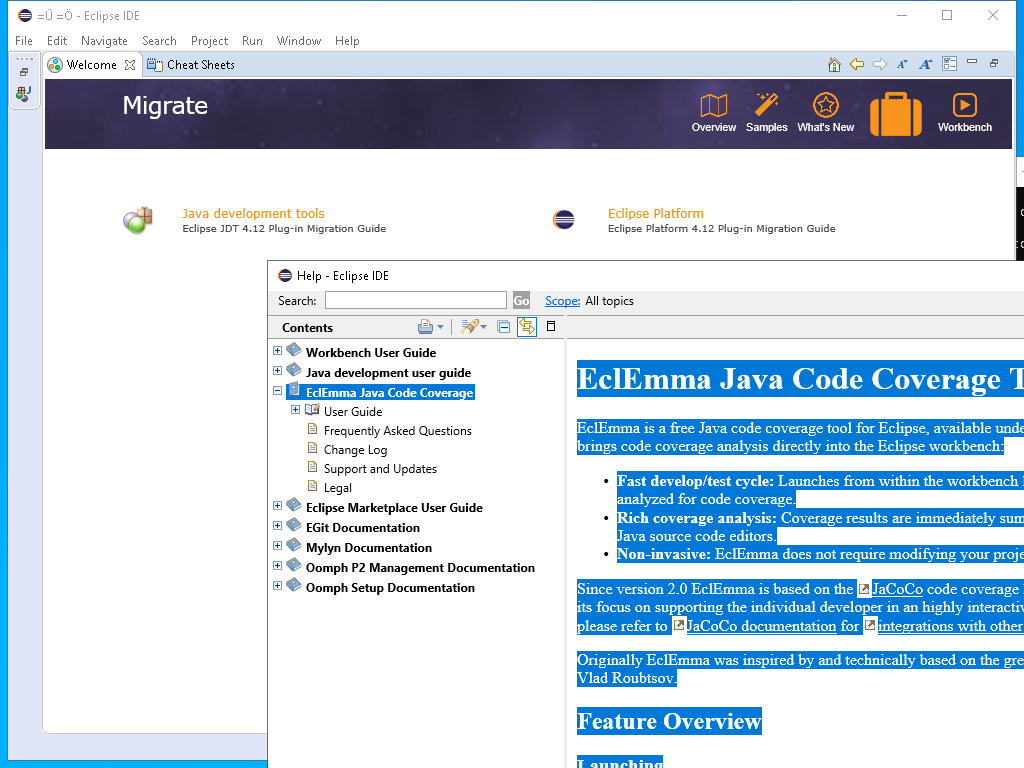 =Ü =Ö - Eclipse IDE
File Edit Navigate Search Project Run Window Help
Welcome Cheat Sheets
Migrate
Overview Samples What's New Workbench
Java development tools
Eclipse JDT 4.12 Plug-in Migration Guide
Eclipse Platform
Eclipse Platform 4.12 Plug-in Migration Guide
Help - Eclipse IDE
Search: Go Scope: All topics
Contents
Workbench User Guide
Java development user guide
EclEmma Java Code Coverage
User Guide
Frequently Asked Questions
Change Log
Support and Updates
Legal
Eclipse Marketplace User Guide
EGit Documentation
Mylyn Documentation
Oomph P2 Management Documentation
Oomph Setup Documentation
EclEmma Java Code Coverage T
EclEmma is a free Java code coverage tool for Eclipse, available unde
brings code coverage analysis directly into the Eclipse workbench:
• Fast develop/test cycle: Launches from within the workbench
analyzed for code coverage.
• Rich coverage analysis: Coverage results are immediately sum
Java source code editors.
• Non-invasive: EclEmma does not require modifying your proje
Since version 2.0 EclEmma is based on the JaCoCo code coverage
its focus on supporting the individual developer in an highly interactiv
please refer to JaCoCo documentation for integrations with other
Originally EclEmma was inspired by and technically based on the gre
Vlad Roubtsov.
Feature Overview
Launching